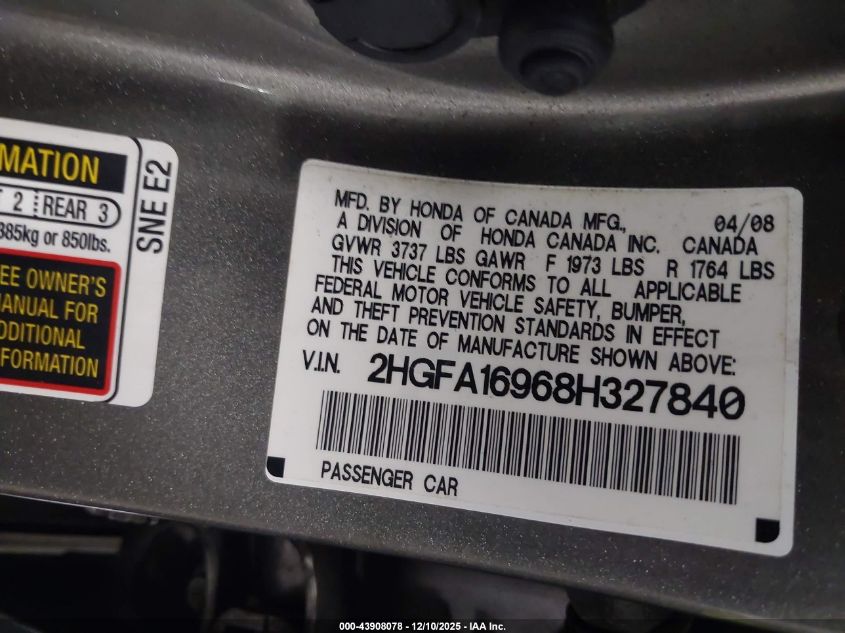 MATION
2 REAR 3
385kg or 850lbs.
EE OWNER'S
ANUAL FOR
DDITIONAL
FORMATION
SNE E2
MFD. BY HONDA OF CANADA MFG., 04/08
A DIVISION OF HONDA CANADA INC. CANADA
GVWR 3737 LBS GAWR F 1973 LBS R 1764 LBS
THIS VEHICLE CONFORMS TO ALL APPLICABLE
FEDERAL MOTOR VEHICLE SAFETY, BUMPER,
AND THEFT PREVENTION STANDARDS IN EFFECT
ON THE DATE OF MANUFACTURE SHOWN ABOVE:
V.I.N. 2HGFA16968H327840
PASSENGER CAR
000-43908078 - 12/10/2025 - IAA Inc.